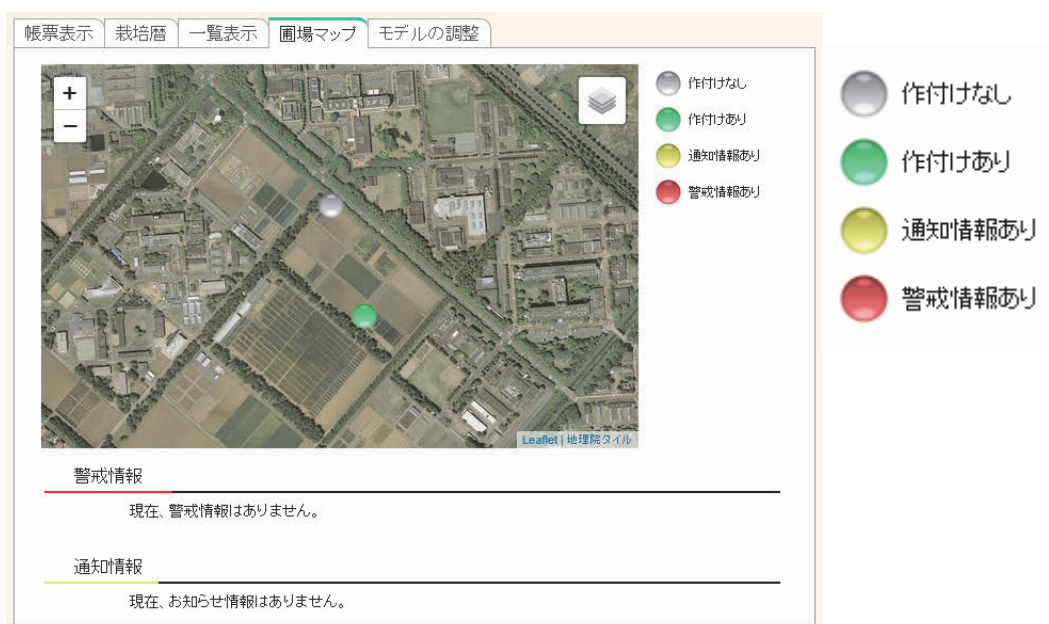 帳票表示 栽培暦 一覧表示 圃場マップ モデルの調整
+
−
作付けなし
作付けあり
通知情報あり
警戒情報あり
Leaflet | 地理院タイル
作付けなし
作付けあり
通知情報あり
警戒情報あり
警戒情報
現在、警戒情報はありません。
通知情報
現在、お知らせ情報はありません。